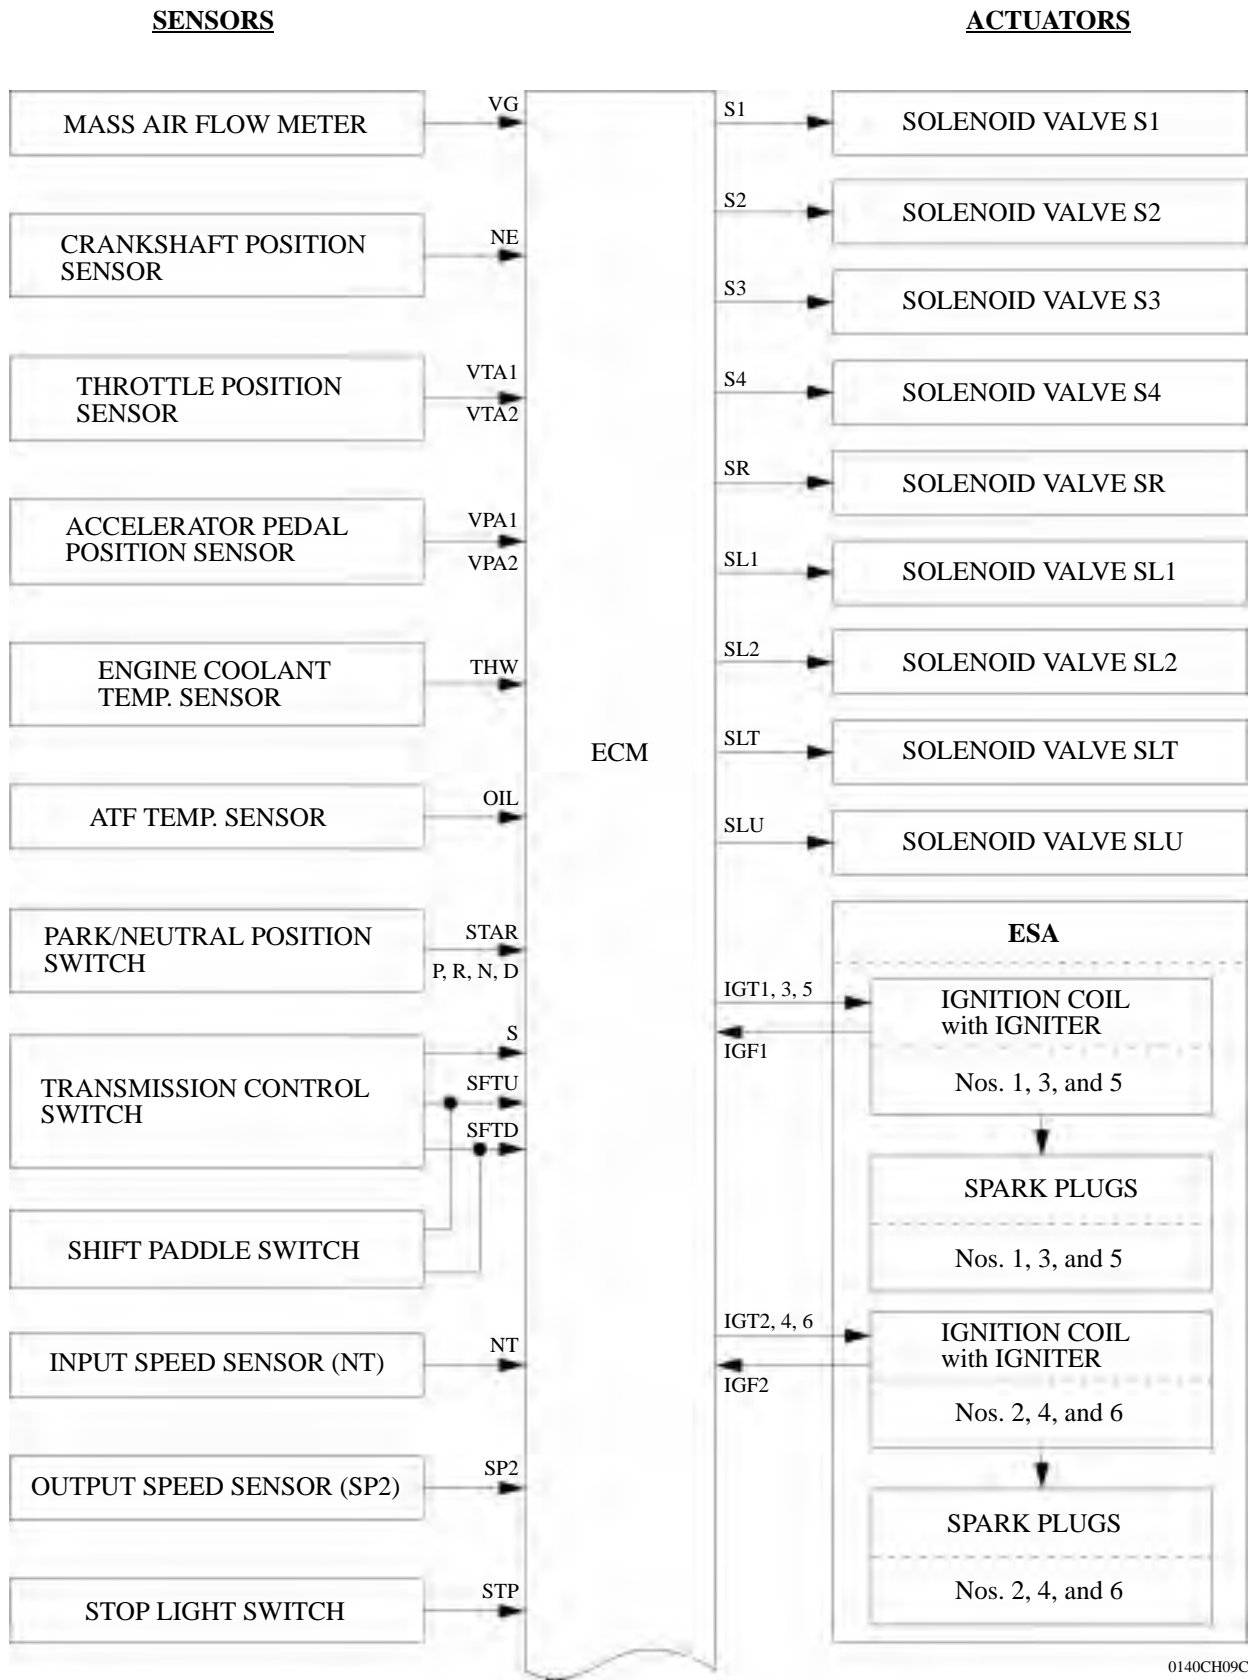 SENSORS
ACTUATORS
MASS AIR FLOW METER
VG
CRANKSHAFT POSITION
SENSOR
NE
THROTTLE POSITION
SENSOR
VTA1
VTA2
ACCELERATOR PEDAL
POSITION SENSOR
VPA1
VPA2
ENGINE COOLANT
TEMP. SENSOR
THW
ATF TEMP. SENSOR
OIL
PARK/NEUTRAL POSITION
SWITCH
STAR
P, R, N, D
TRANSMISSION CONTROL
SWITCH
S
SFTU
SFTD
SHIFT PADDLE SWITCH
INPUT SPEED SENSOR (NT)
NT
OUTPUT SPEED SENSOR (SP2)
SP2
STOP LIGHT SWITCH
STP
ECM
S1
SOLENOID VALVE S1
S2
SOLENOID VALVE S2
S3
SOLENOID VALVE S3
S4
SOLENOID VALVE S4
SR
SOLENOID VALVE SR
SL1
SOLENOID VALVE SL1
SL2
SOLENOID VALVE SL2
SLT
SOLENOID VALVE SLT
SLU
SOLENOID VALVE SLU
ESA
IGT1, 3, 5
IGF1
IGNITION COIL
with IGNITER
Nos. 1, 3, and 5
SPARK PLUGS
Nos. 1, 3, and 5
IGT2, 4, 6
IGF2
IGNITION COIL
with IGNITER
Nos. 2, 4, and 6
SPARK PLUGS
Nos. 2, 4, and 6
0140CH09C